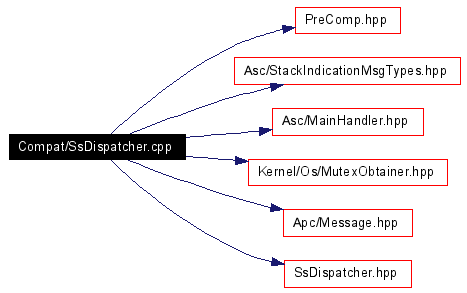 PreComp.hpp
Asc/StackIndicationMsgTypes.hpp
Asc/MainHandler.hpp
Compat/SsDispatcher.cpp
Kernel/Os/MutexObtainer.hpp
Apc/Message.hpp
SsDispatcher.hpp